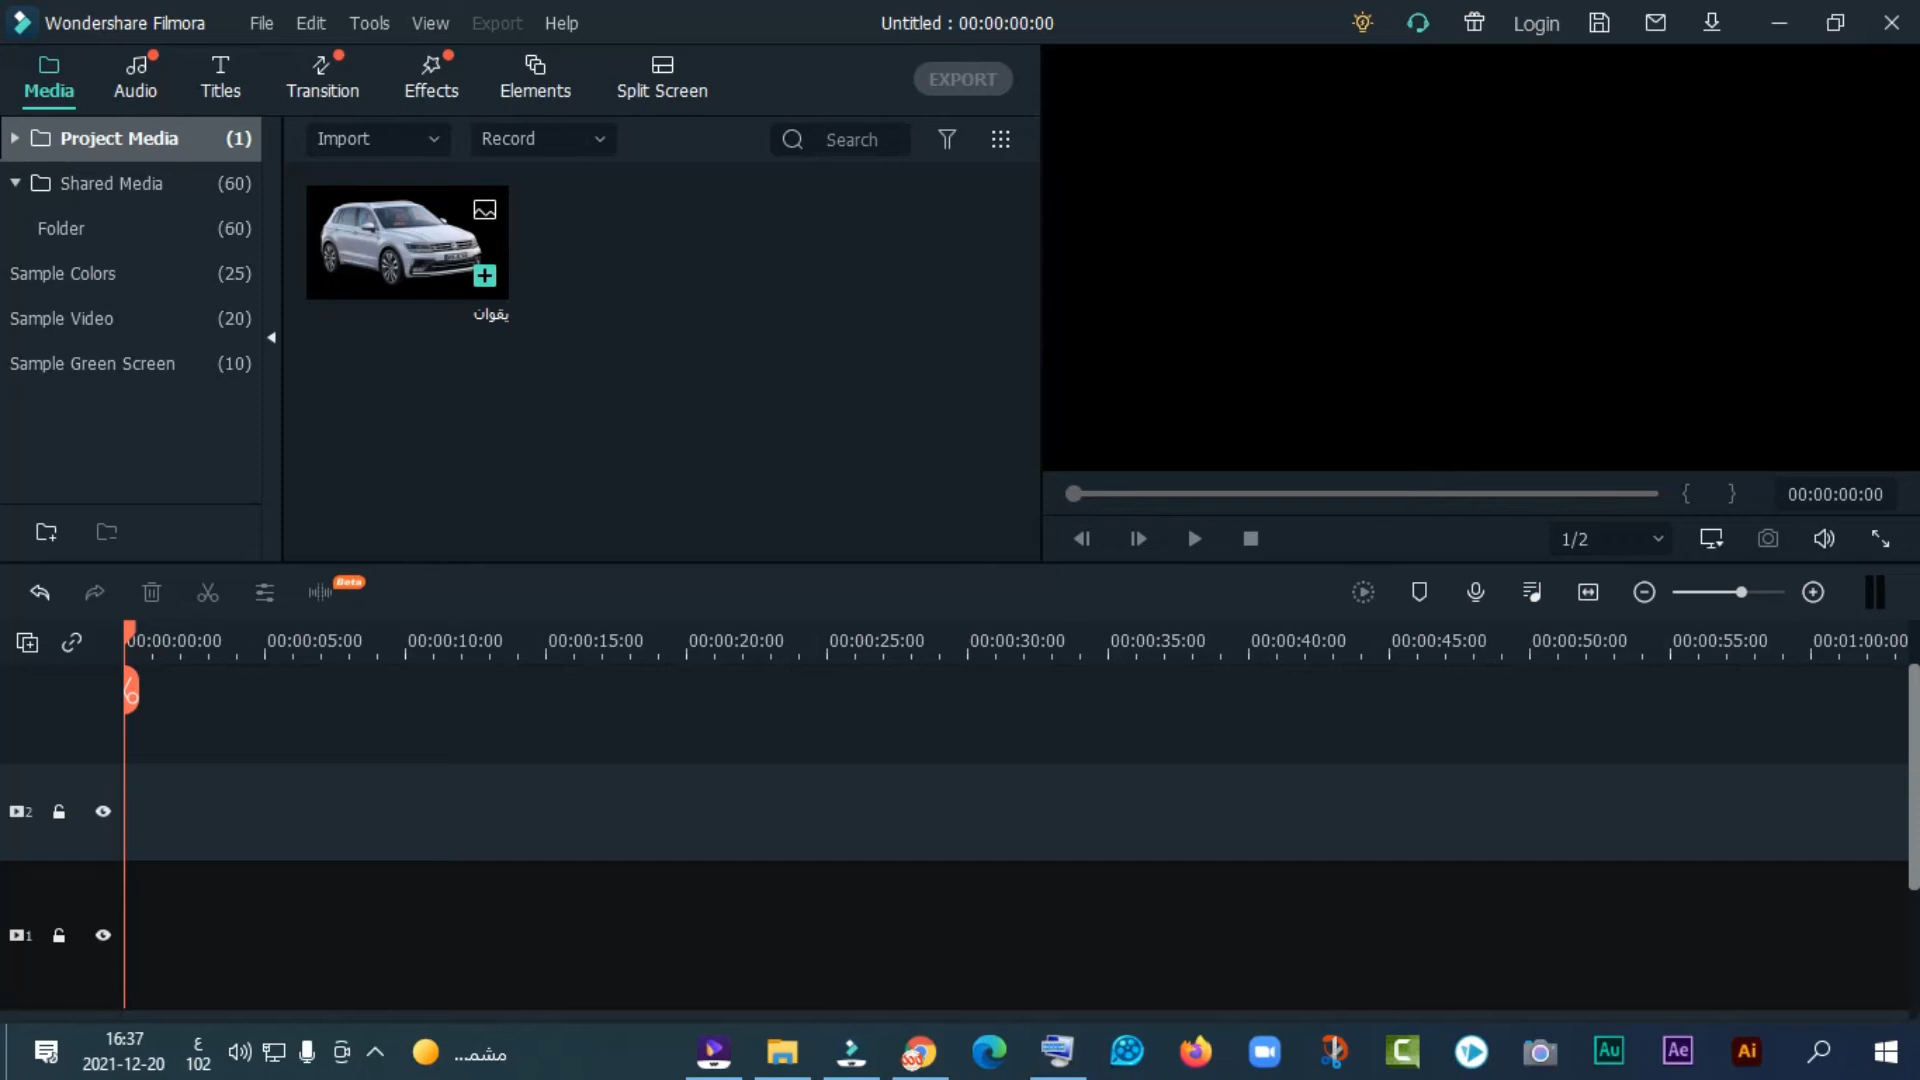 Wondershare Filmora File Edit Tools View Export Help Untitled : 00:00:00:00 Login
Media Audio Titles Transition Effects Elements Split Screen EXPORT
Project Media (1) Import Record Search
Shared Media (60)
Folder (60)
Sample Colors (25)
Sample Video (20)
Sample Green Screen (10)
يقوان
{ } 00:00:00:00
1/2
Beta
00:00:00:00 00:00:05:00 00:00:10:00 00:00:15:00 00:00:20:00 00:00:25:00 00:00:30:00 00:00:35:00 00:00:40:00 00:00:45:00 00:00:50:00 00:00:55:00 00:01:00:00
2
1
16:37
2021-12-20
ع
102
مشمـ...
Au Ae Ai